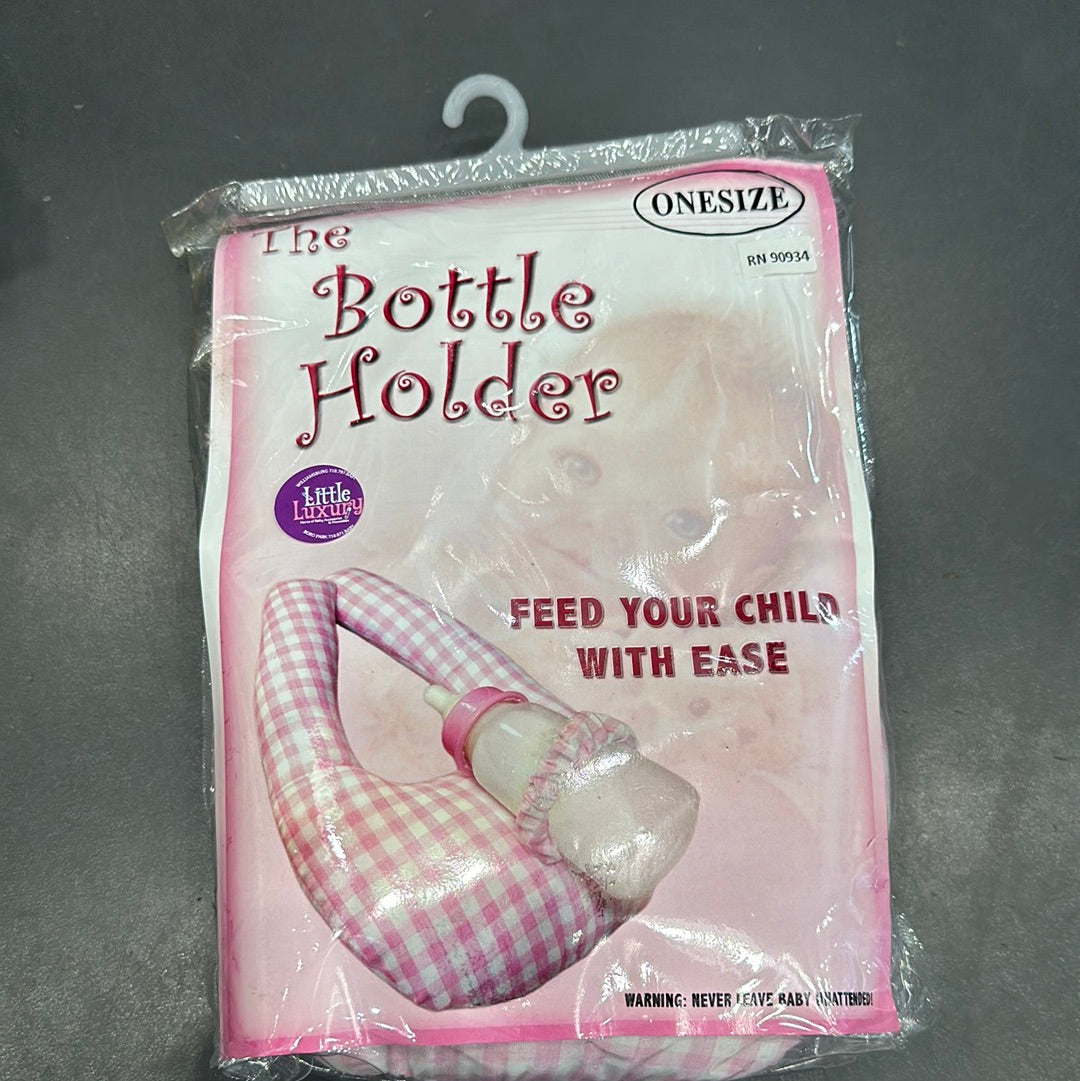 ONESIZE
RN 90934
The
Bottle
Holder
Little
Luxury
FEED YOUR CHILD
WITH EASE
WARNING: NEVER LEAVE BABY UNATTENDED!